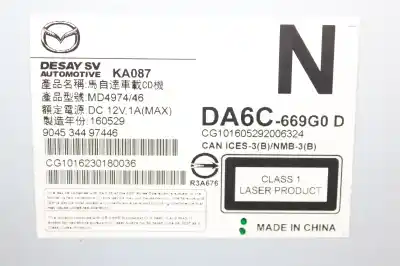 N
DESAY SV
AUTOMOTIVE KA087
產品名稱:馬自達車載CD機
產品型號:MD4974/46
額定電源:DC 12V,1A(MAX)
製造年份:160529
9045 344 97446
CG1016230180036
DA6C-669G0 D
CG101605292006324
CAN ICES-3(B)/NMB-3(B)
R3A676
CLASS 1
LASER PRODUCT
MADE IN CHINA